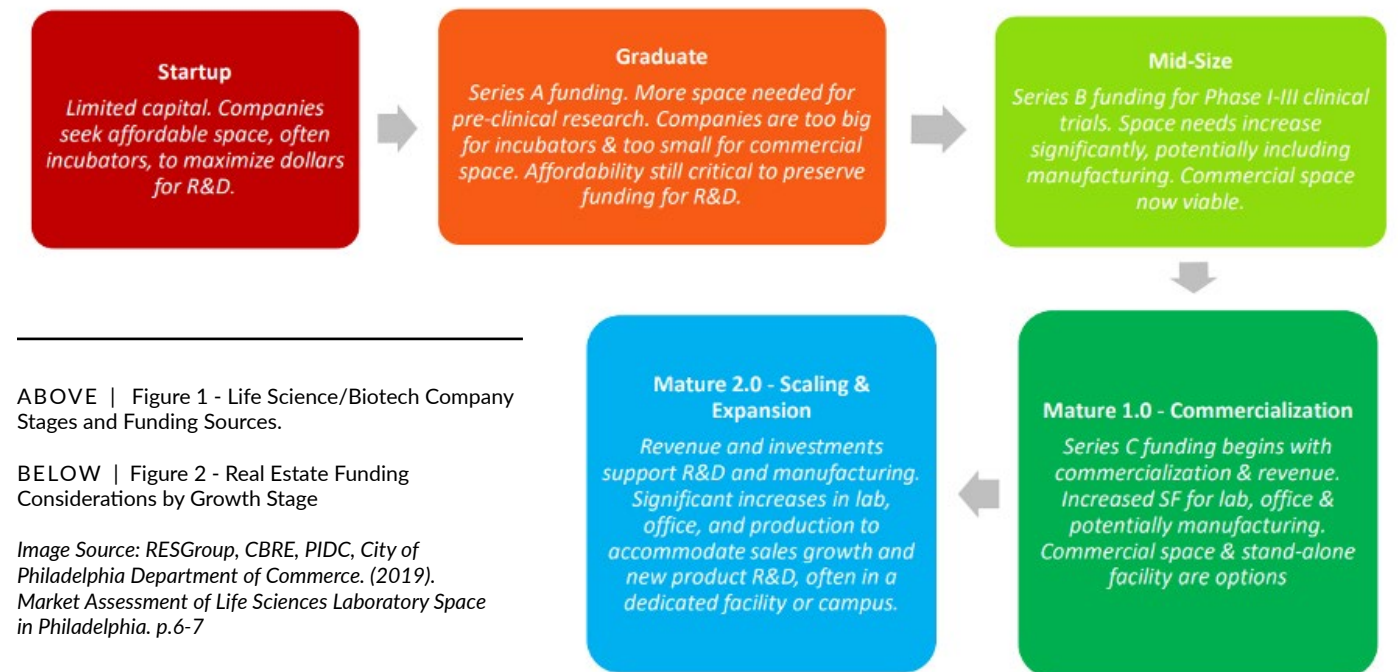 Startup
Limited capital. Companies
seek affordable space, often
incubators, to maximize dollars
for R&D.
Graduate
Series A funding. More space needed for
pre-clinical research. Companies are too big
for incubators & too small for commercial
space. Affordability still critical to preserve
funding for R&D.
Mid-Size
Series B funding for Phase I-III clinical
trials. Space needs increase
significantly, potentially including
manufacturing. Commercial space
now viable.
Mature 1.0 - Commercialization
Series C funding begins with
commercialization & revenue.
Increased SF for lab, office &
potentially manufacturing.
Commercial space & stand-alone
facility are options
Mature 2.0 - Scaling &
Expansion
Revenue and investments
support R&D and manufacturing.
Significant increases in lab,
office, and production to
accommodate sales growth and
new product R&D, often in a
dedicated facility or campus.
ABOVE | Figure 1 - Life Science/Biotech Company
Stages and Funding Sources.
BELOW | Figure 2 - Real Estate Funding
Considerations by Growth Stage
Image Source: RESGroup, CBRE, PIDC, City of
Philadelphia Department of Commerce. (2019).
Market Assessment of Life Sciences Laboratory Space
in Philadelphia. p.6-7